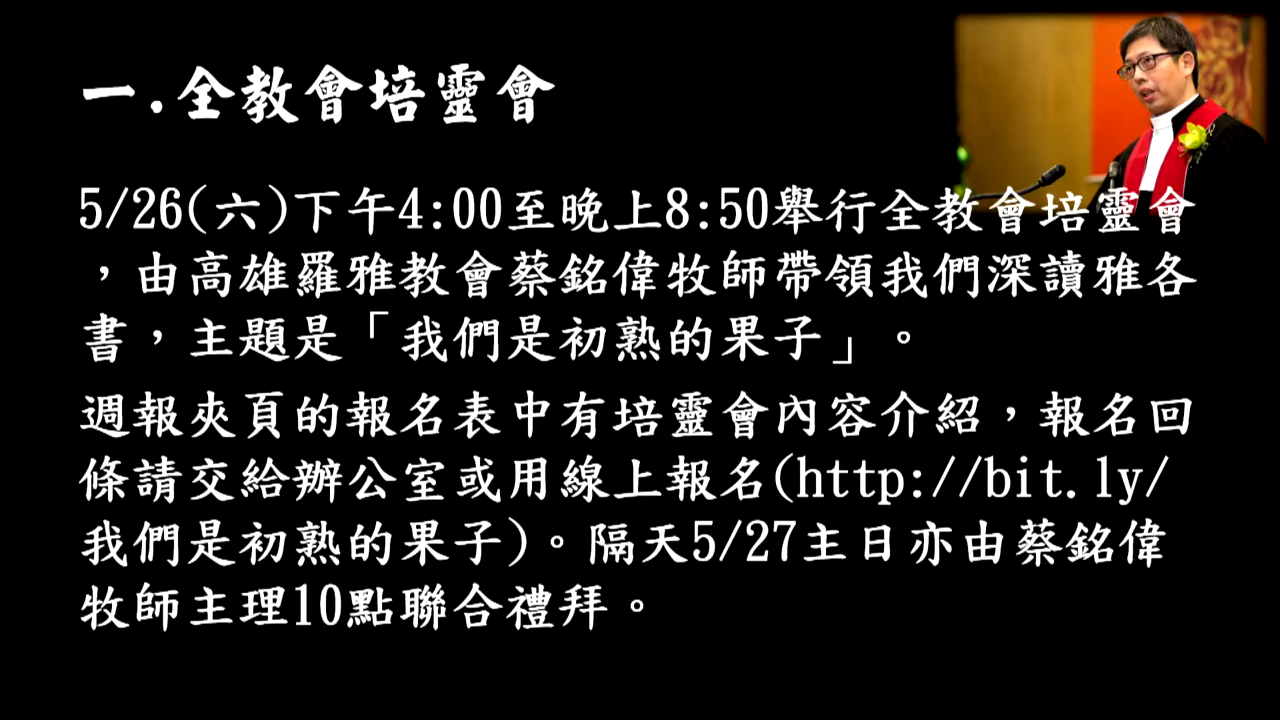 一.全教會培靈會
5/26(六)下午4:00至晚上8:50舉行全教會培靈會
，由高雄羅雅教會蔡銘偉牧師帶領我們深讀雅各
書，主題是「我們是初熟的果子」。
週報夾頁的報名表中有培靈會內容介紹，報名回
條請交給辦公室或用線上報名(http://bit.ly/
我們是初熟的果子)。隔天5/27主日亦由蔡銘偉
牧師主理10點聯合禮拜。